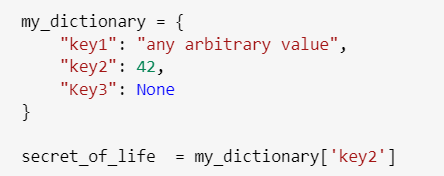 my_dictionary = {
    "key1": "any arbitrary value",
    "key2": 42,
    "Key3": None
}
secret_of_life  = my_dictionary['key2']